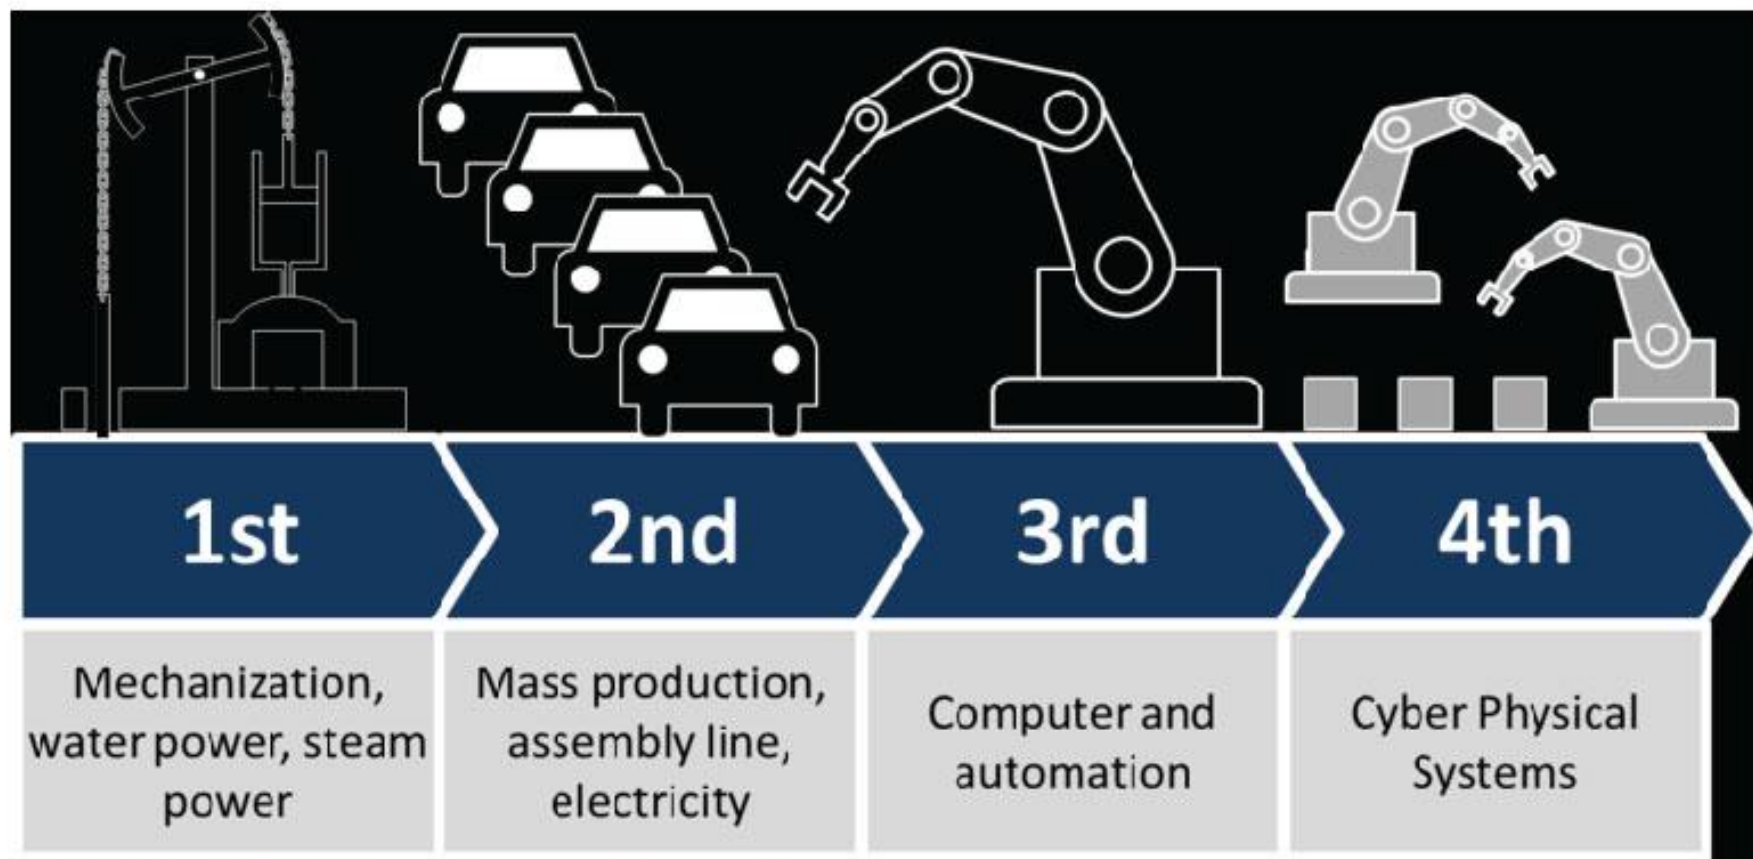 1st
2nd
3rd
4th
Mechanization,
water power, steam
power
Mass production,
assembly line,
electricity
Computer and
automation
Cyber Physical
Systems